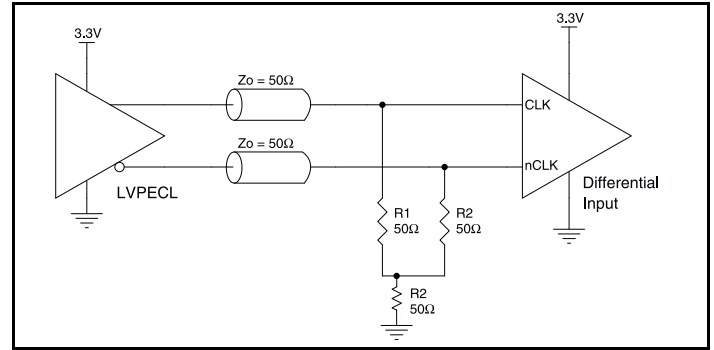 3.3V
3.3V
Zo = 50Ω
CLK
Zo = 50Ω
nCLK
LVPECL
Differential
Input
R1
50Ω
R2
50Ω
R2
50Ω